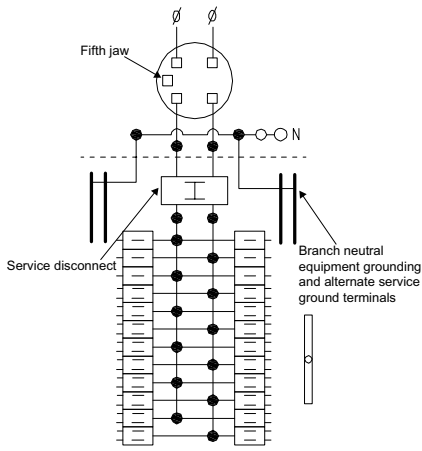 Ø Ø
Fifth jaw
N
Service disconnect
Branch neutral
equipment grounding
and alternate service
ground terminals